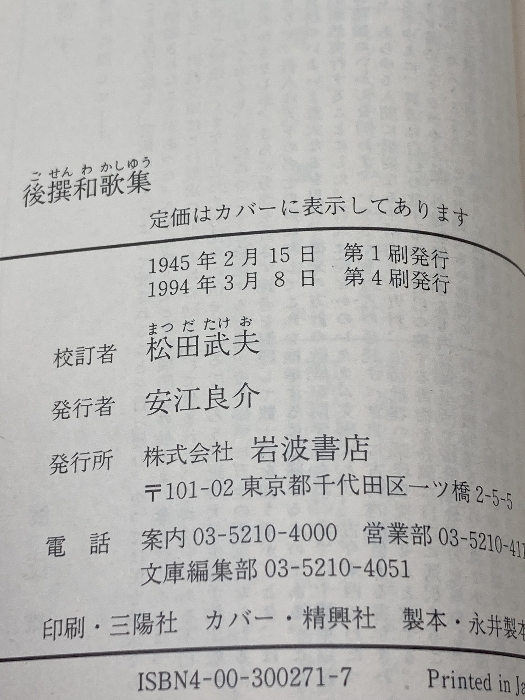 ご せん わ かしゆう
後撰和歌集
定価はカバーに表示してあります
1945年2月15日 第1刷発行
1994年3月8日 第4刷発行
まつ だ たけ お
校訂者 松田武夫
発行者 安江良介
発行所 株式会社 岩波書店
〒101-02 東京都千代田区一ツ橋2-5-5
電話 案内03-5210-4000 営業部03-5210-41
文庫編集部03-5210-4051
印刷・三陽社 カバー・精興社 製本・永井製本
ISBN4-00-300271-7 Printed in Ja